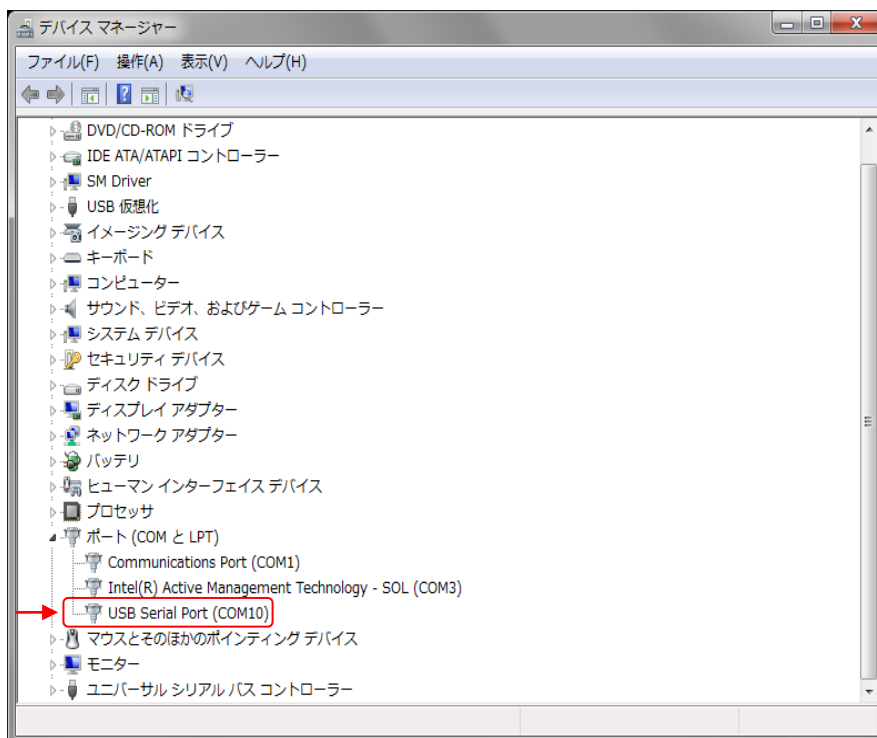 デバイス マネージャー
ファイル(F) 操作(A) 表示(V) ヘルプ(H)
DVD/CD-ROM ドライブ
IDE ATA/ATAPI コントローラー
SM Driver
USB 仮想化
イメージング デバイス
キーボード
コンピューター
サウンド、ビデオ、およびゲーム コントローラー
システム デバイス
セキュリティ デバイス
ディスク ドライブ
ディスプレイ アダプター
ネットワーク アダプター
バッテリ
ヒューマン インターフェイス デバイス
プロセッサ
ポート (COM と LPT)
Communications Port (COM1)
Intel(R) Active Management Technology - SOL (COM3)
USB Serial Port (COM10)
マウスとそのほかのポインティング デバイス
モニター
ユニバーサル シリアル バス コントローラー